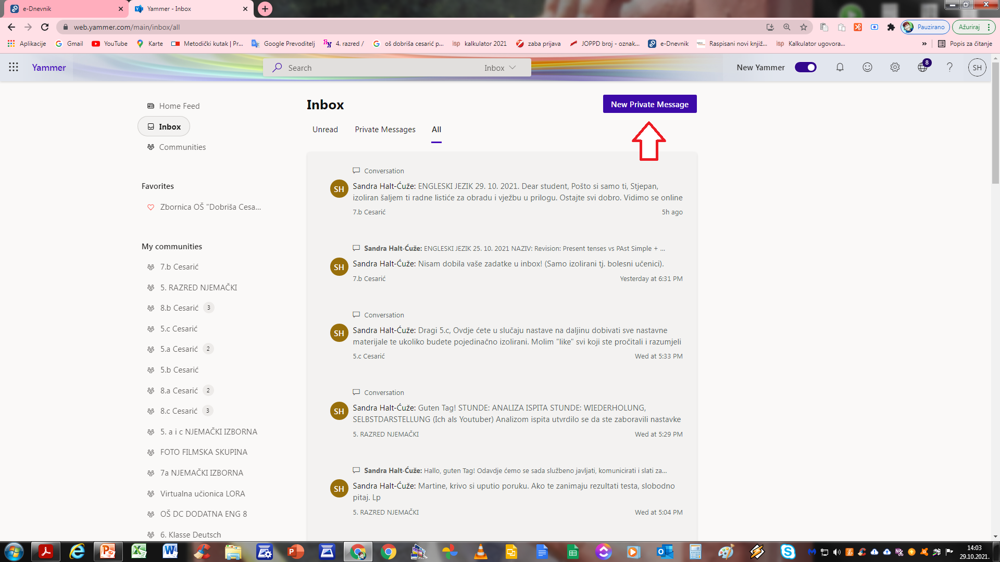 e-Dnevnik
Yammer - Inbox
web.yammer.com/main/inbox/all
Pauzirano
Ažuriraj
Aplikacije
Gmail
YouTube
Karte
Metodički kutak | Pr...
Google Prevoditelj
4. razred /
oš dobriša cesarić p...
isp kalkulator 2021
zaba prijava
JOPPD broj - oznak...
e-Dnevnik
Raspisani novi knjiž...
isp Kalkulator ugovora...
»
Popis za čitanje
Yammer
Search
Inbox
New Yammer
8
SH
Home Feed
Inbox
Communities
Favorites
Zbornica OŠ "Dobriša Cesa...
My communities
7.b Cesarić
5. RAZRED NJEMAČKI
8.b Cesarić 3
5.c Cesarić
5.a Cesarić 2
5.b Cesarić
8.a Cesarić 2
8.c Cesarić 3
5. a i c NJEMAČKI IZBORNA
FOTO FILMSKA SKUPINA
7a NJEMAČKI IZBORNA
Virtualna učionica LORA
OŠ DC DODATNA ENG 8
6. Klasse Deutsch
Inbox
New Private Message
Unread
Private Messages
All
Conversation
SH
Sandra Halt-Ćuže: ENGLESKI JEZIK 29. 10. 2021. Dear student, Pošto si samo ti, Stjepan,
izoliran šaljem ti radne listiće za obradu i vježbu u prilogu. Ostajte svi dobro. Vidimo se online
7.b Cesarić
5h ago
Sandra Halt-Ćuže: ENGLESKI JEZIK 25. 10. 2021 NAZIV: Revision: Present tenses vs PAst Simple + ...
SH
Sandra Halt-Ćuže: Nisam dobila vaše zadatke u inbox! (Samo izolirani tj. bolesni učenici).
7.b Cesarić
Yesterday at 6:31 PM
Conversation
SH
Sandra Halt-Ćuže: Dragi 5.c, Ovdje ćete u slučaju nastave na daljinu dobivati sve nastavne
materijale te ukoliko budete pojedinačno izolirani. Molim "like" svi koji ste pročitali i razumjeli
5.c Cesarić
Wed at 5:33 PM
Conversation
SH
Sandra Halt-Ćuže: Guten Tag! STUNDE: ANALIZA ISPITA STUNDE: WIEDERHOLUNG,
SELBSTDARSTELLUNG (Ich als Youtuber) Analizom ispita utvrdilo se da ste zaboravili nastavke
5. RAZRED NJEMAČKI
Wed at 5:29 PM
Sandra Halt-Ćuže: Hallo, guten Tag! Odavdje ćemo se sada službeno javljati, komunicirati i slati za...
SH
Sandra Halt-Ćuže: Martine, krivo si uputio poruku. Ako te zanimaju rezultati testa, slobodno
pitaj. Lp
5. RAZRED NJEMAČKI
Wed at 5:04 PM
14:03
29.10.2021.